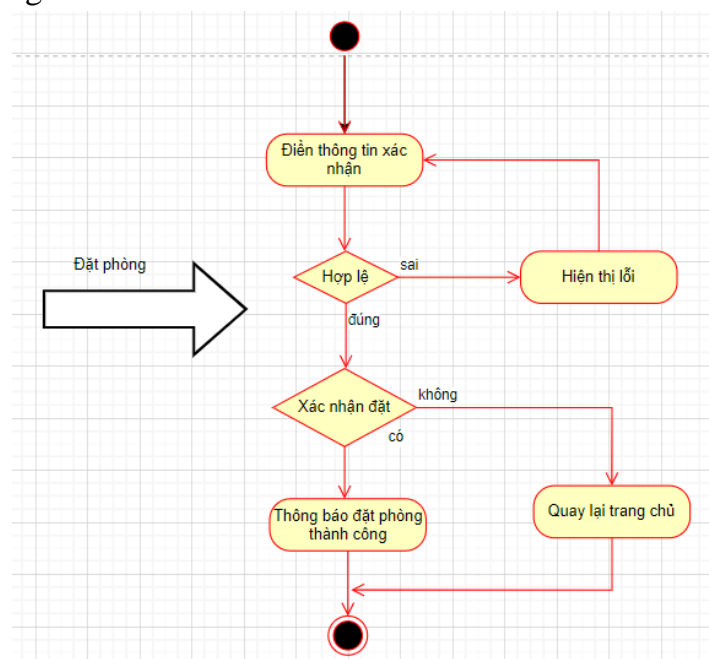 g
Điền thông tin xác
nhận
Đặt phòng
Hợp lệ
sai
Hiện thị lỗi
đúng
Xác nhận đặt
không
có
Thông báo đặt phòng
thành công
Quay lại trang chủ